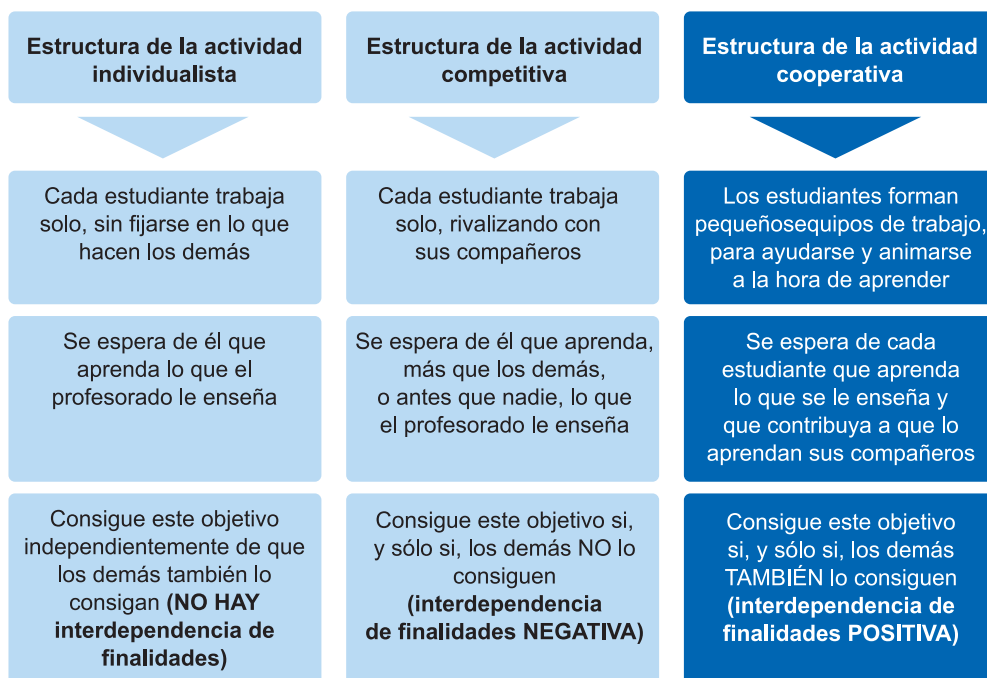 Estructura de la actividad
individualista
Cada estudiante trabaja
solo, sin fijarse en lo que
hacen los demás
Se espera de él que
aprenda lo que el
profesorado le enseña
Consigue este objetivo
independientemente de que
los demás también lo
consigan (NO HAY
interdependencia de
finalidades)
Estructura de la actividad
competitiva
Cada estudiante trabaja
solo, rivalizando con
sus compañeros
Se espera de él que aprenda,
más que los demás,
o antes que nadie, lo que
el profesorado le enseña
Consigue este objetivo si,
y sólo si, los demás NO lo
consiguen
(interdependencia
de finalidades NEGATIVA)
Estructura de la actividad
cooperativa
Los estudiantes forman
pequeñosequipos de trabajo,
para ayudarse y animarse
a la hora de aprender
Se espera de cada
estudiante que aprenda
lo que se le enseña y
que contribuya a que lo
aprendan sus compañeros
Consigue este objetivo
si, y sólo si, los demás
TAMBIÉN lo consiguen
(interdependencia de
finalidades POSITIVA)